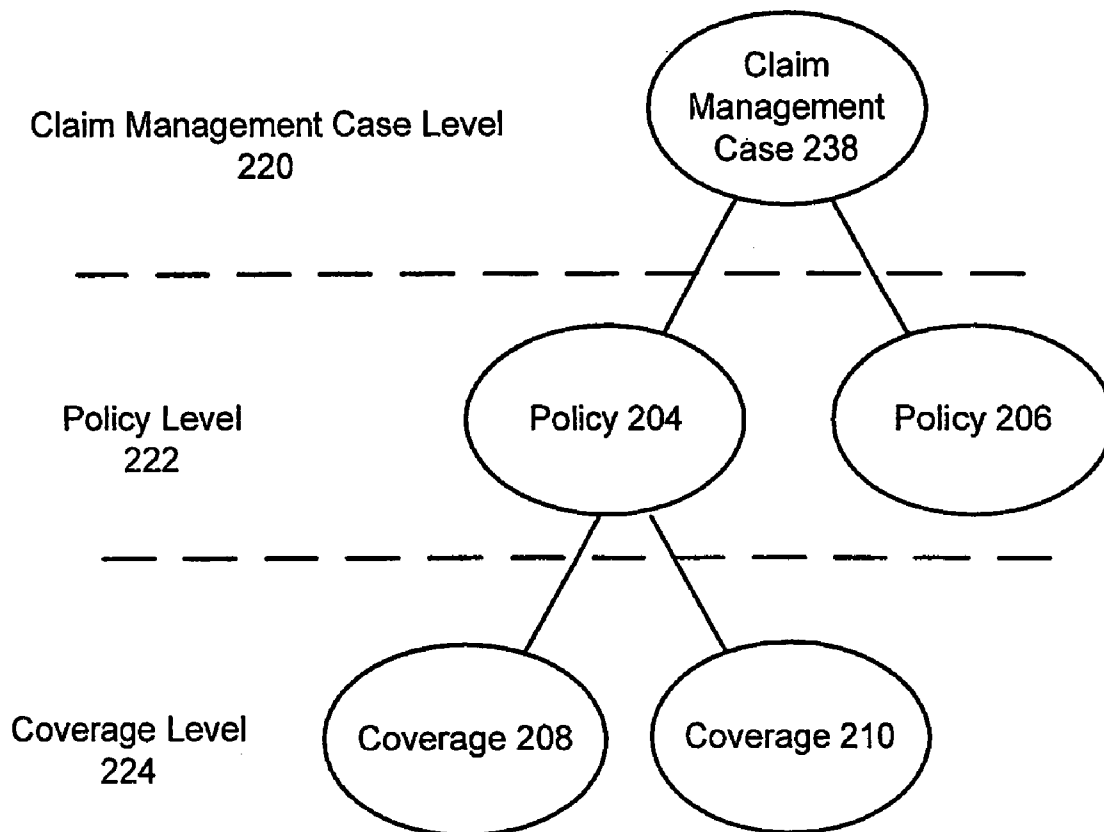 Claim Management Case Level
220
Claim
Management
Case 238
Policy Level
222
Policy 204
Policy 206
Coverage Level
224
Coverage 208
Coverage 210